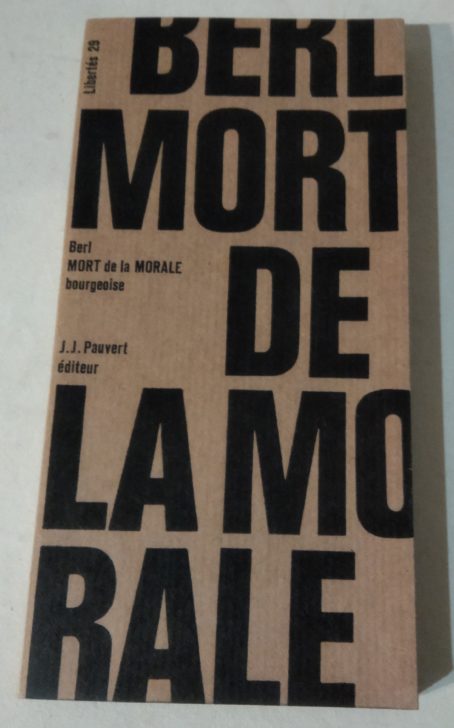 Libertés 29
BERL
MORT
Berl
MORT de la MORALE
bourgeoise
DE
J.J. Pauvert
éditeur
LA MO
RALE